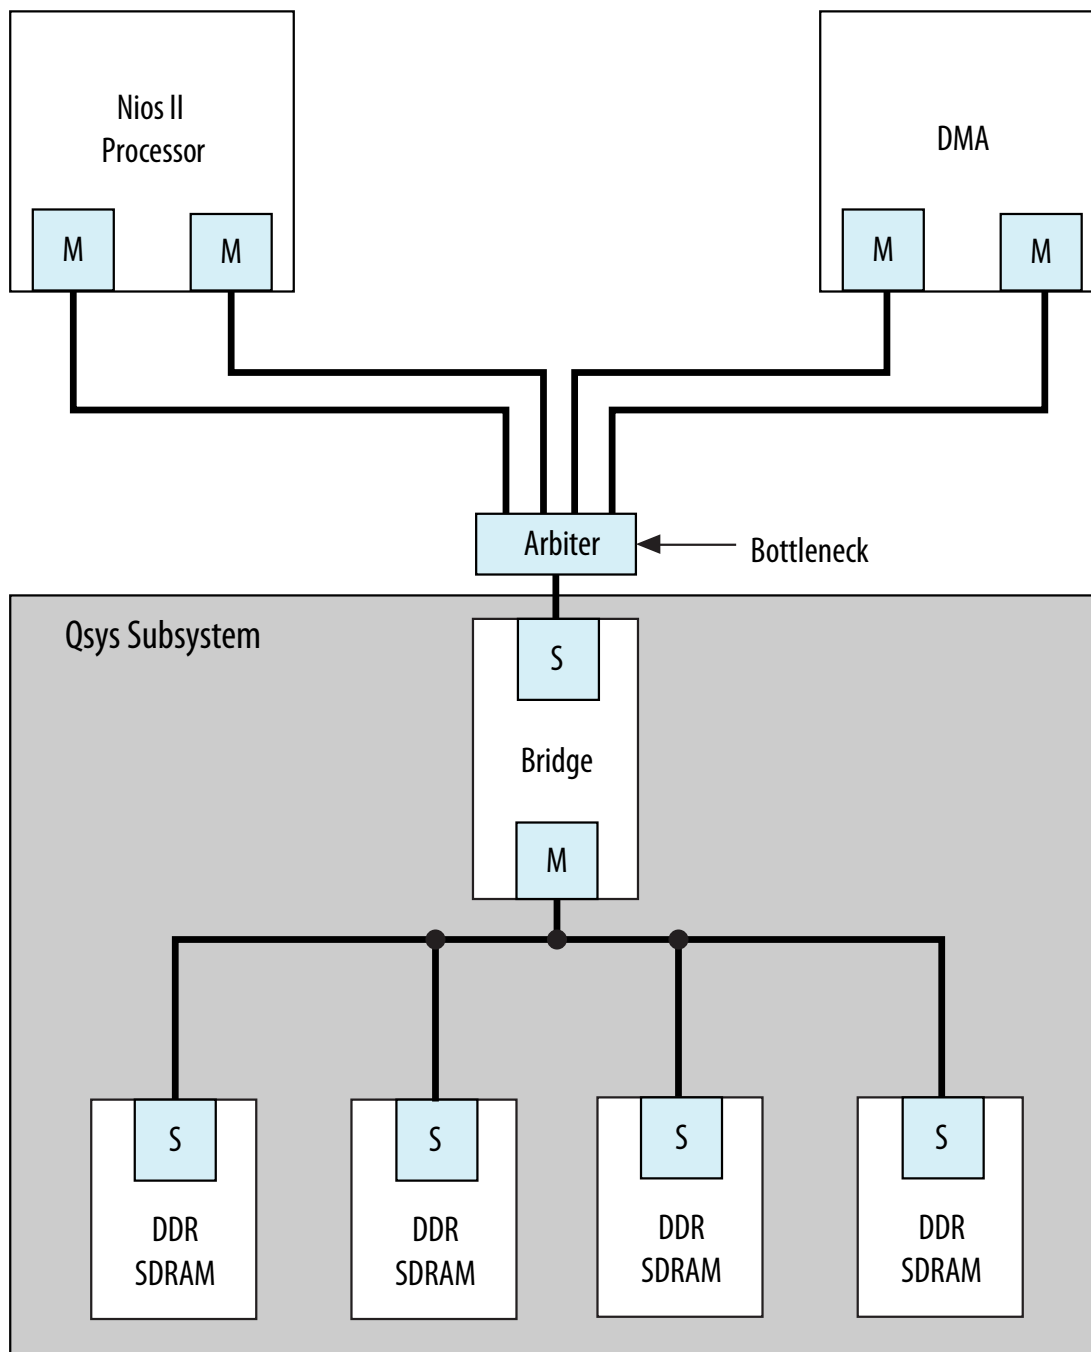 Nios II
Processor
DMA
M
M
M
M
Arbiter
Bottleneck
Qsys Subsystem
S
Bridge
M
S
S
S
S
DDR
SDRAM
DDR
SDRAM
DDR
SDRAM
DDR
SDRAM